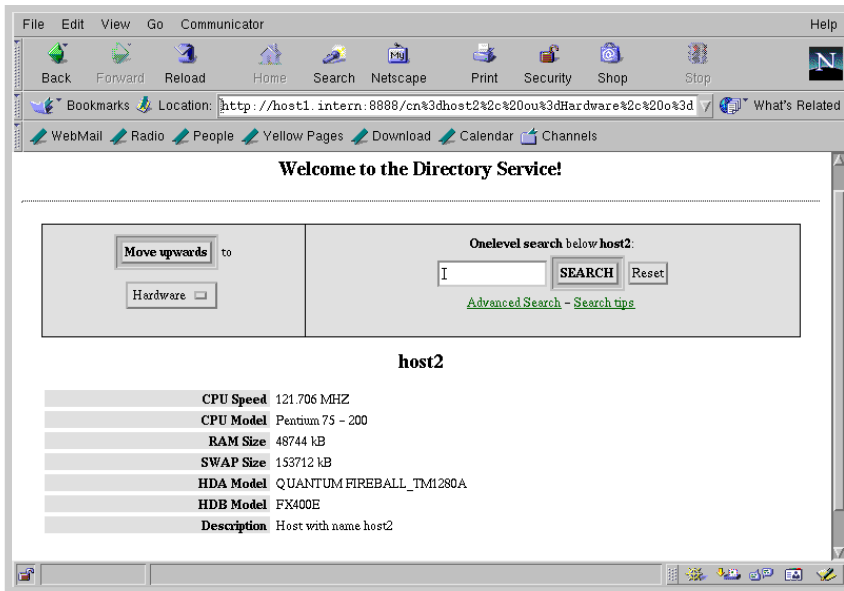 File Edit View Go Communicator Help
Back Forward Reload Home Search Netscape Print Security Shop Stop
My
N
Bookmarks Location: http://host1.intern:8888/cn%3dhost2%2c%20ou%3dHardware%2c%20o%3d What's Related
WebMail Radio People Yellow Pages Download Calendar Channels
Welcome to the Directory Service!
Move upwards to
Hardware
Onelevel search below host2:
SEARCH Reset
Advanced Search – Search tips
host2
CPU Speed 121.706 MHZ
CPU Model Pentium 75 – 200
RAM Size 48744 kB
SWAP Size 153712 kB
HDA Model QUANTUM FIREBALL_TM1280A
HDB Model FX400E
Description Host with name host2